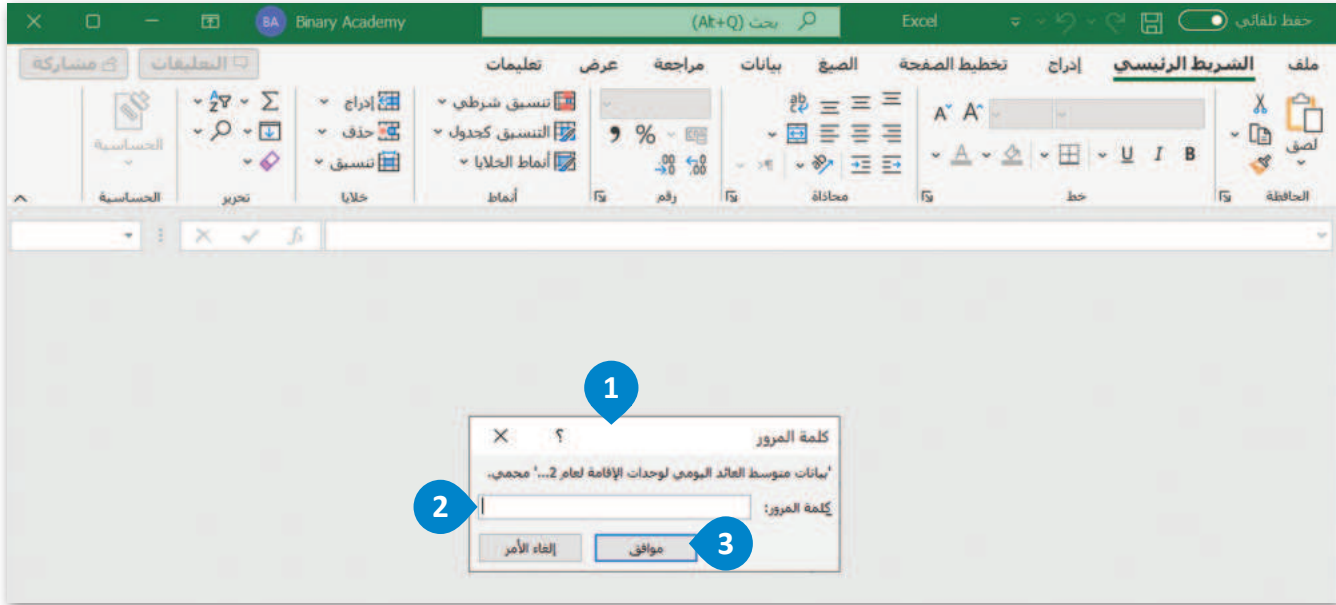 حفظ تلقائي Excel بحث (Alt+Q) Binary Academy BA
ملف الشريط الرئيسي إدراج تخطيط الصفحة الصيغ بيانات مراجعة عرض تعليمات التعليقات مشاركة
لصق
B I U
A A
A
ab
%
تنسيق شرطي
التنسيق كجدول
أنماط الخلايا
إدراج
حذف
تنسيق
الحساسية
الحافظة خط محاذاة رقم أنماط خلايا تحرير الحساسية
fx
1
كلمة المرور ؟
'بيانات متوسط العائد اليومي لوحدات الإقامة لعام 2...' محمي.
كلمة المرور:
2
موافق
3
إلغاء الأمر